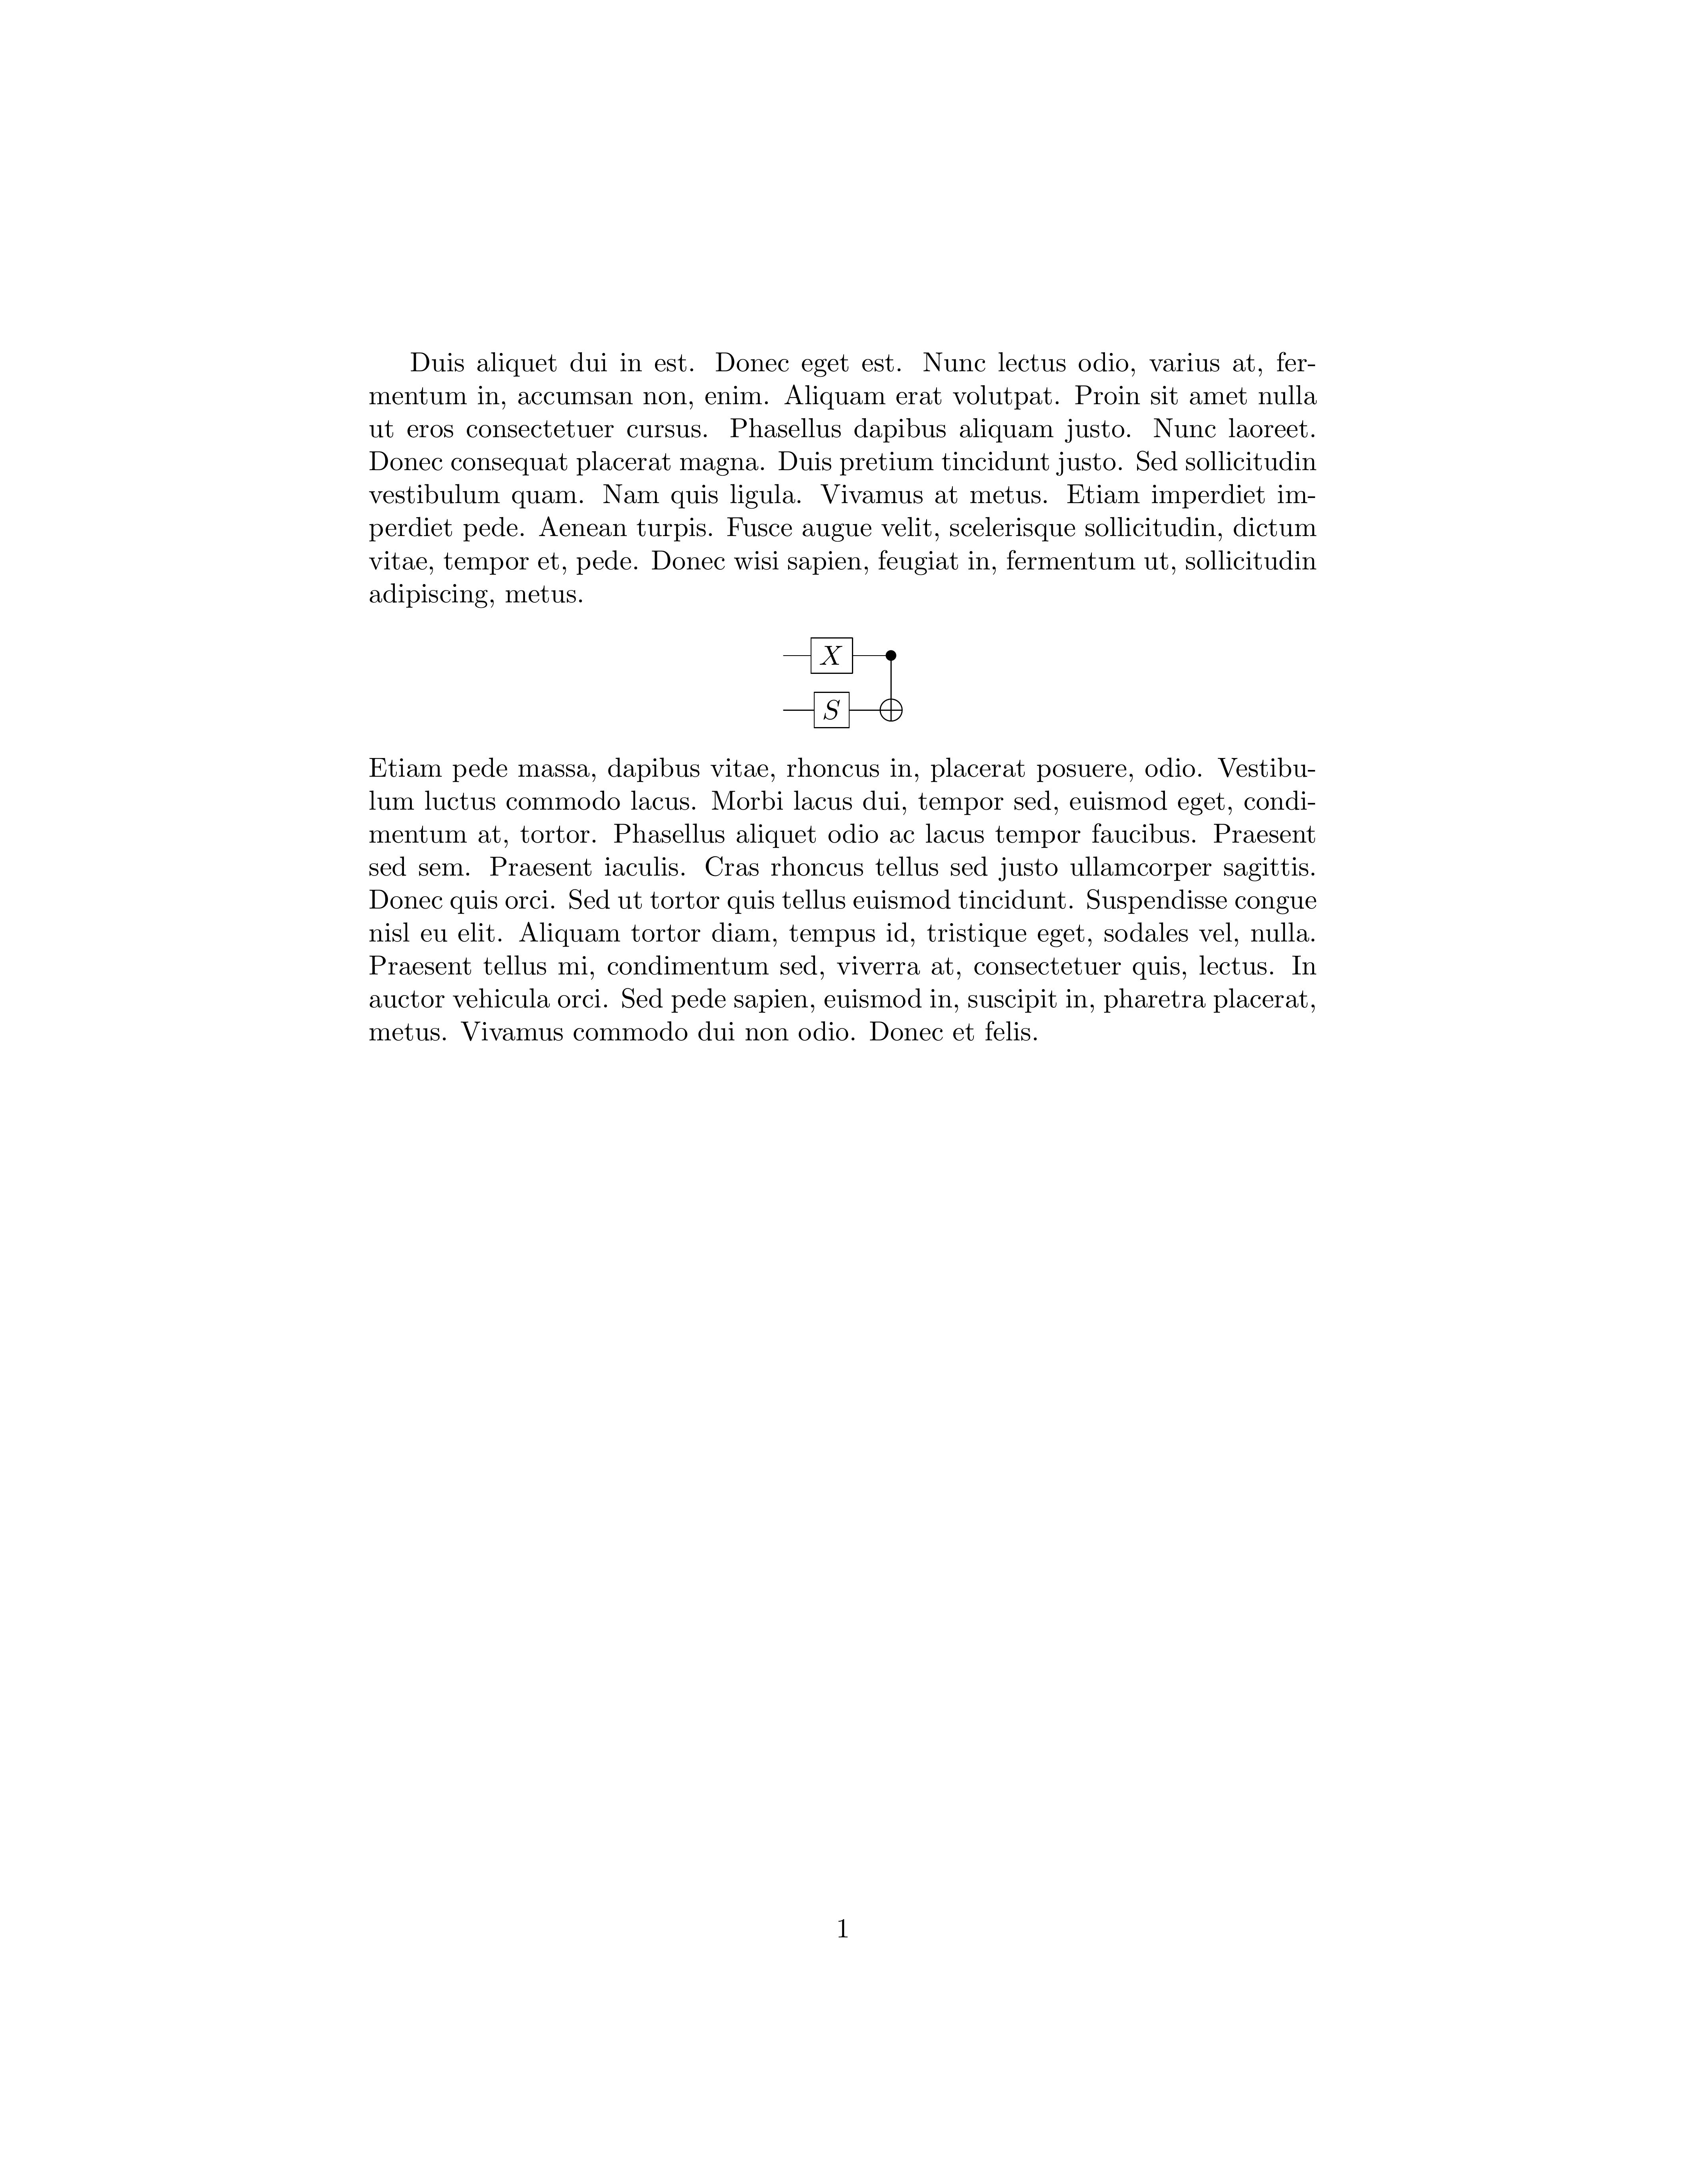 Duis aliquet dui in est. Donec eget est. Nunc lectus odio, varius at, fer-
mentum in, accumsan non, enim. Aliquam erat volutpat. Proin sit amet nulla
ut eros consectetuer cursus. Phasellus dapibus aliquam justo. Nunc laoreet.
Donec consequat placerat magna. Duis pretium tincidunt justo. Sed sollicitudin
vestibulum quam. Nam quis ligula. Vivamus at metus. Etiam imperdiet im-
perdiet pede. Aenean turpis. Fusce augue velit, scelerisque sollicitudin, dictum
vitae, tempor et, pede. Donec wisi sapien, feugiat in, fermentum ut, sollicitudin
adipiscing, metus.
X
S
Etiam pede massa, dapibus vitae, rhoncus in, placerat posuere, odio. Vestibu-
lum luctus commodo lacus. Morbi lacus dui, tempor sed, euismod eget, condi-
mentum at, tortor. Phasellus aliquet odio ac lacus tempor faucibus. Praesent
sed sem. Praesent iaculis. Cras rhoncus tellus sed justo ullamcorper sagittis.
Donec quis orci. Sed ut tortor quis tellus euismod tincidunt. Suspendisse congue
nisl eu elit. Aliquam tortor diam, tempus id, tristique eget, sodales vel, nulla.
Praesent tellus mi, condimentum sed, viverra at, consectetuer quis, lectus. In
auctor vehicula orci. Sed pede sapien, euismod in, suscipit in, pharetra placerat,
metus. Vivamus commodo dui non odio. Donec et felis.
1